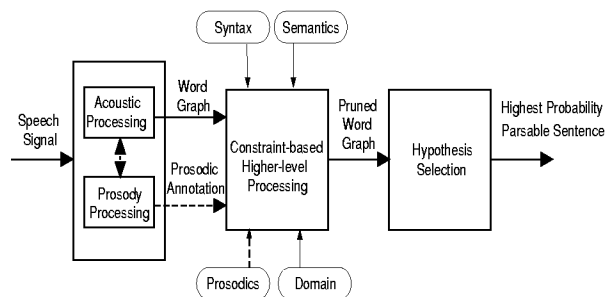 Syntax
Semantics
Speech
Signal
Acoustic
Processing
Prosody
Processing
Word
Graph
Prosodic
Annotation
Constraint-based
Higher-level
Processing
Pruned
Word
Graph
Hypothesis
Selection
Highest Probability
Parsable Sentence
Prosodics
Domain